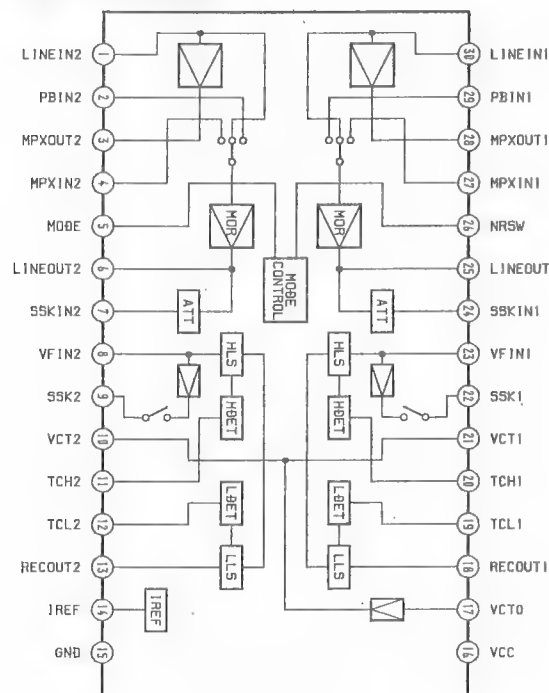 LINEIN2 1 30 LINEIN1
PBIN2 2 29 PBIN1
MPXOUT2 3 28 MPXOUT1
MPXIN2 4 27 MPXIN1
MODE 5 MOR MOR 26 NRSW
LINEOUT2 6 MODE CONTROL 25 LINEOUT
SSKIN2 7 ATT ATT 24 SSKIN1
VFIN2 8 HLS HLS 23 VFIN1
SSK2 9 HDET HDET 22 SSK1
VCT2 10 21 VCT1
TCH2 11 20 TCH1
TCL2 12 LDET LDET 19 TCL1
RECOUT2 13 LLS LLS 18 RECOUT1
IREF 14 IREF 17 VCTO
GND 15 16 VCC